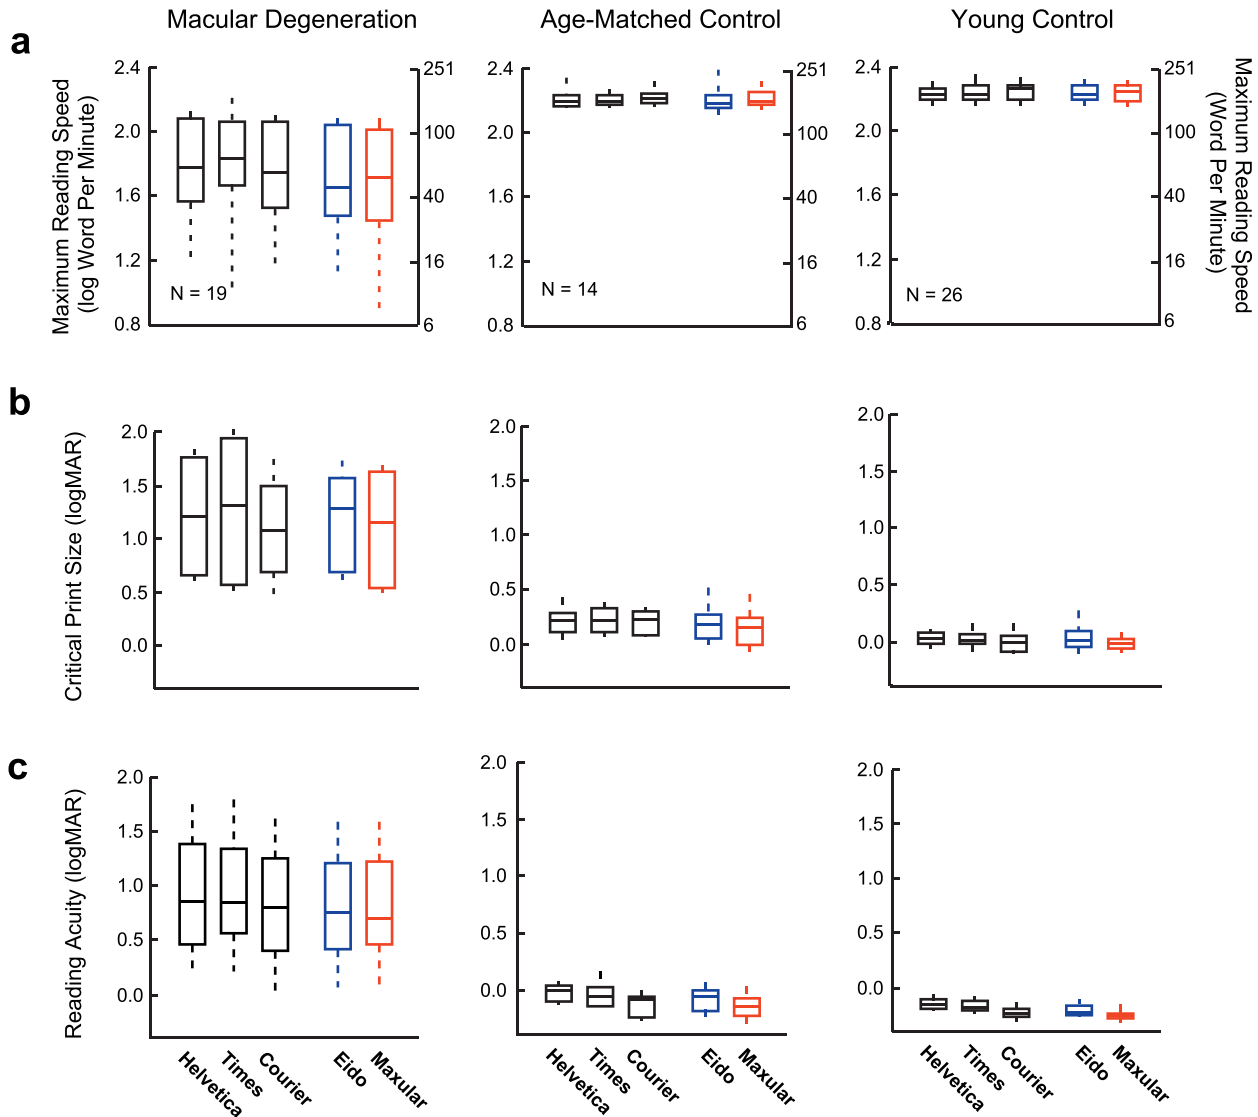 Macular Degeneration
Age-Matched Control
Young Control
a
Maximum Reading Speed
(log Word Per Minute)
2.4
2.0
1.6
1.2
0.8
251
100
40
16
6
N = 19
2.4
2.0
1.6
1.2
0.8
251
100
40
16
6
N = 14
2.4
2.0
1.6
1.2
0.8
251
100
40
16
6
N = 26
Maximum Reading Speed
(Word Per Minute)
b
Critical Print Size (logMAR)
2.0
1.5
1.0
0.5
0.0
2.0
1.5
1.0
0.5
0.0
2.0
1.5
1.0
0.5
0.0
c
Reading Acuity (logMAR)
2.0
1.5
1.0
0.5
0.0
2.0
1.5
1.0
0.5
0.0
2.0
1.5
1.0
0.5
0.0
Helvetica
Times
Courier
Eido
Maxular
Helvetica
Times
Courier
Eido
Maxular
Helvetica
Times
Courier
Eido
Maxular